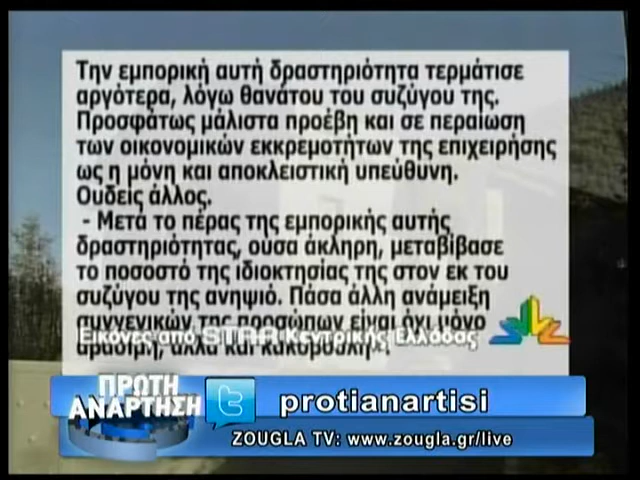 Την εμπορική αυτή δραστηριότητα τερμάτισε
αργότερα, λόγω θανάτου του συζύγου της.
Προσφάτως μάλιστα προέβη και σε περαίωση
των οικονομικών εκκρεμοτήτων της επιχείρησης
ως η μόνη και αποκλειστική υπεύθυνη.
Ουδείς άλλος.
- Μετά το πέρας της εμπορικής αυτής
δραστηριότητας, ούσα άκληρη, μεταβίβασε
το ποσοστό της ιδιοκτησίας της στον εκ του
συζύγου της ανηψιό. Πάσα άλλη ανάμειξη
συγγενικών της προσώπων είναι όχι μόνο
Εικόνες από STAR Κεντρικής Ελλάδας
αλλά και
ΠΡΩΤΗ
ΑΝΑΡΤΗΣΗ
protianartisi
ZOUGLA TV: www.zougla.gr/live